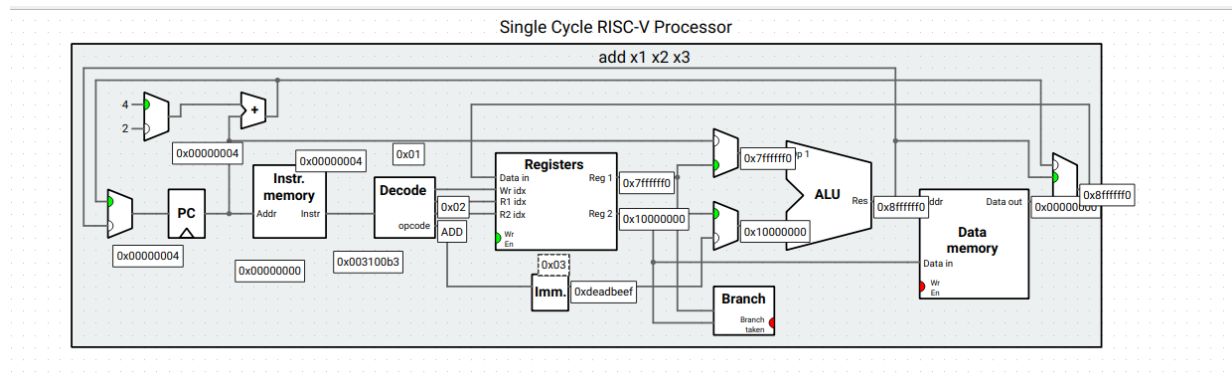 Single Cycle RISC-V Processor
add x1 x2 x3
4
+
2
0x00000004
0x00000004
0x01
Instr.
memory
Addr
Instr
PC
0x00000004
0x00000000
0x003100b3
Decode
opcode
0x02
ADD
Registers
Data in
Wr idx
R1 idx
R2 idx
Wr
En
Reg 1
Reg 2
0x7ffffff0
0x10000000
0x03
Imm.
0xdeadbeef
0x7ffffff0
0x10000000
p 1
ALU
Res
0x8ffffff0
Branch
Branch
taken
ddr
Data out
Data
memory
Data in
Wr
En
0x00000000
0x8ffffff0